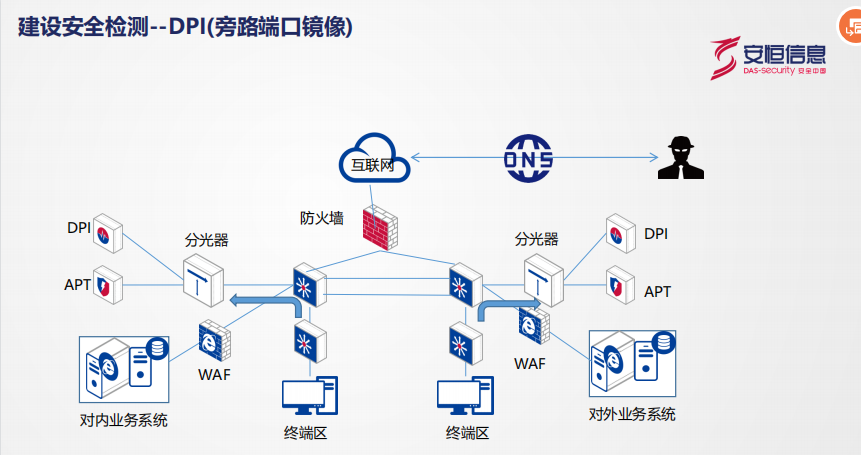 建设安全检测--DPI(旁路端口镜像)
安恒信息
DAS-security 安全中国
互联网
DNS
防火墙
DPI
分光器
分光器
DPI
APT
APT
WAF
WAF
对内业务系统
终端区
终端区
对外业务系统